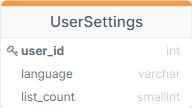 UserSettings
user_id int
language varchar
list_count smallint